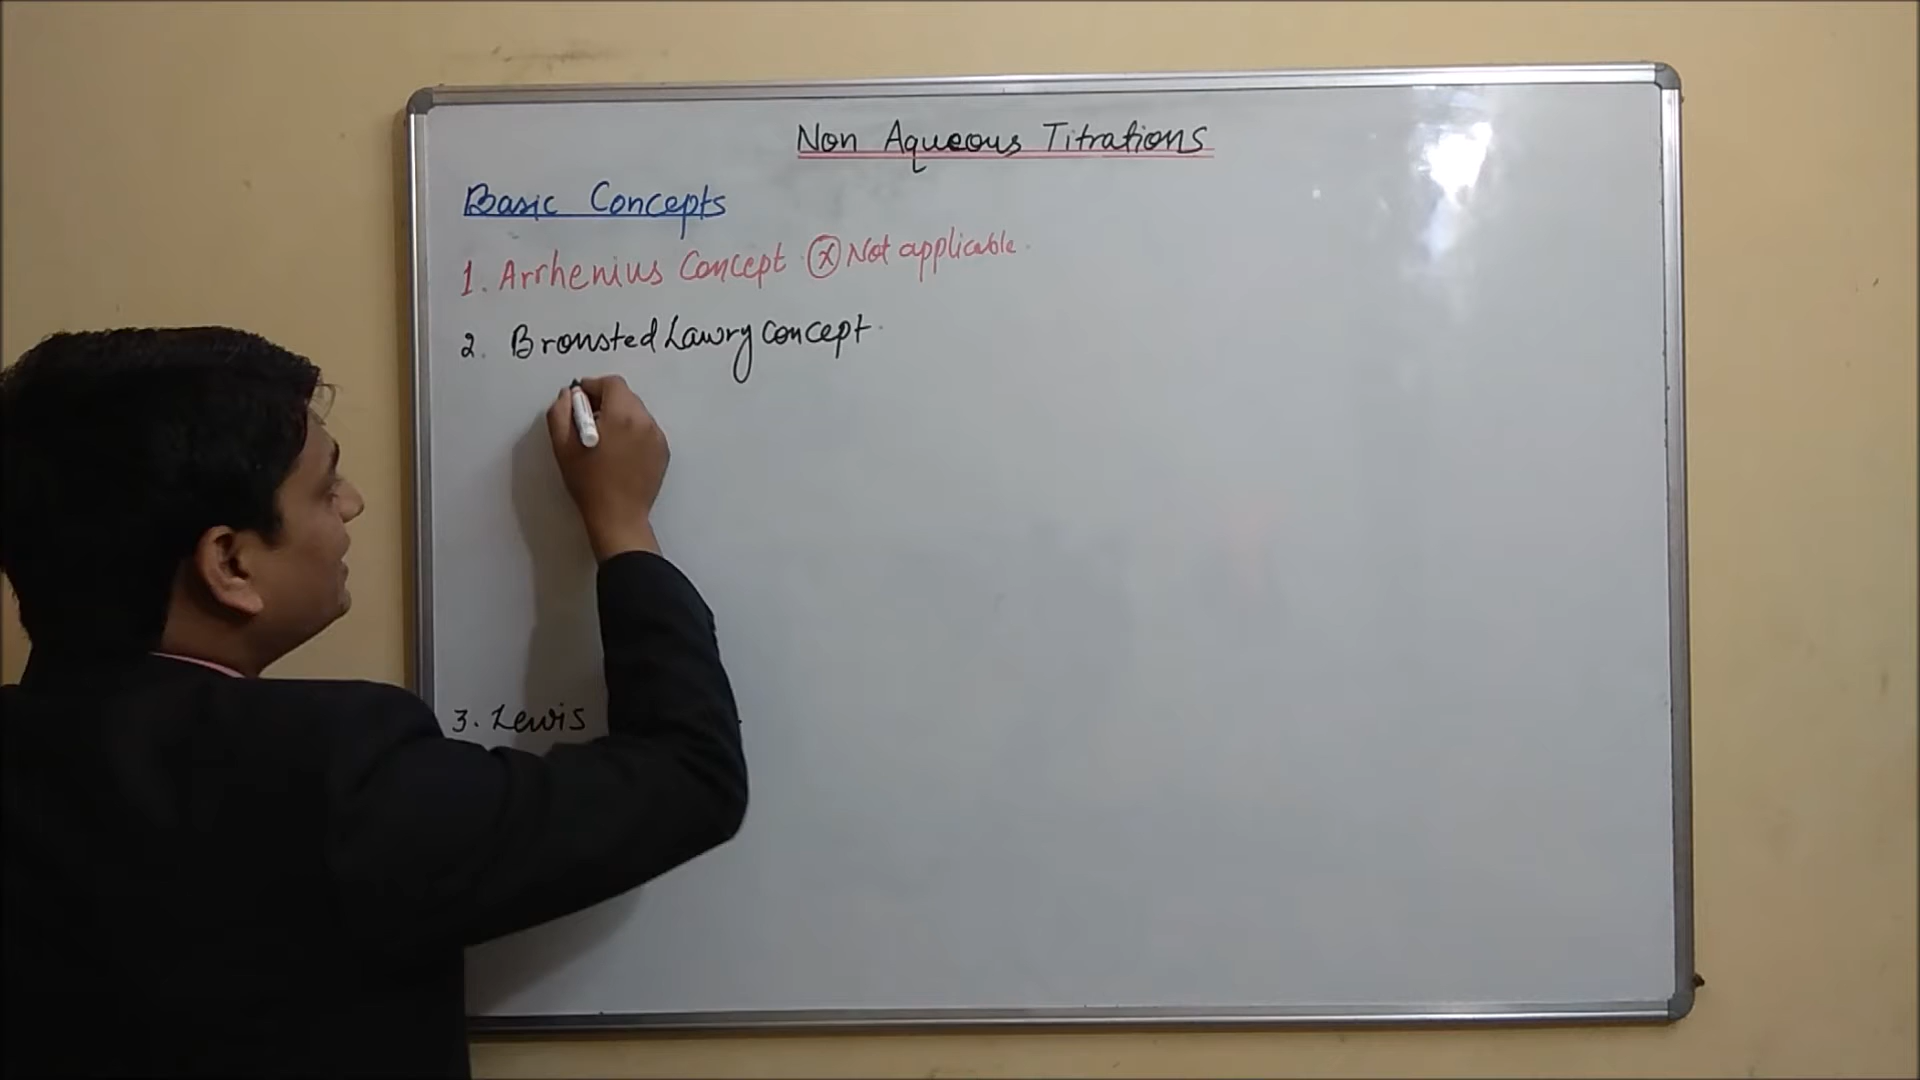 Non Aqueous Titrations
Basic Concepts
1. Arrhenius Concept ⓧ Not applicable.
2. Bronsted Lawry concept.
3. Lewis